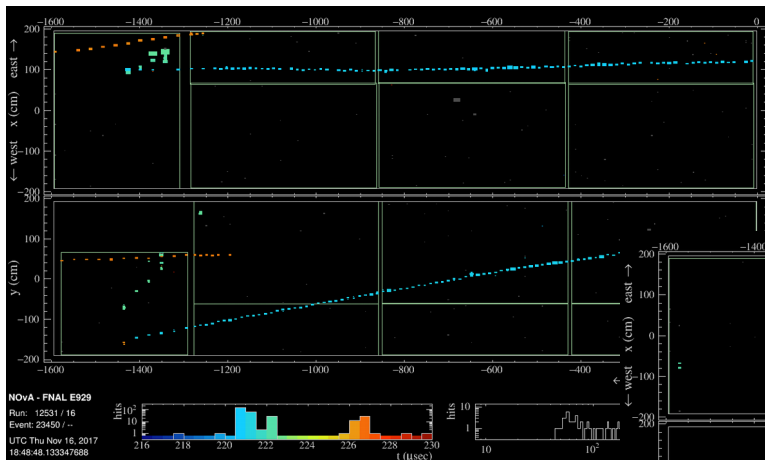 −1600 −1400 −1200 −1000 −800 −600 −400 −200 0
← west x (cm) east →
200
100
0
−100
−200
y (cm)
200
100
0
−100
−200
−1600 −1400 −1200 −1000 −800 −600 −400
−1600 −1400
← west x (cm) east →
200
100
0
−100
−200
200
NOvA - FNAL E929
Run: 12531 / 16
Event: 23450 / --
UTC Thu Nov 16, 2017
18:48:48.133347688
hits
10²
10
1
216 218 220 222 224 226 228 230
t (μsec)
hits
10
1
10 10²